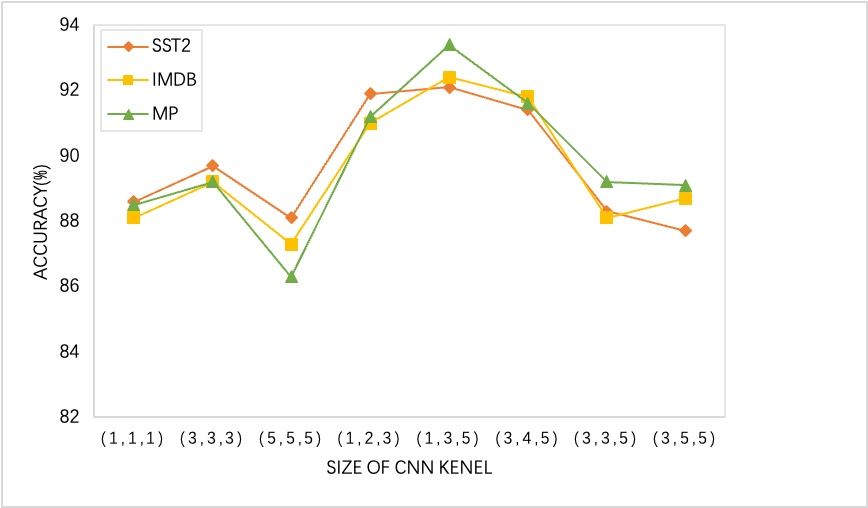 94
92
90
88
86
84
82
ACCURACY(%)
SST2
IMDB
MP
(1,1,1) (3,3,3) (5,5,5) (1,2,3) (1,3,5) (3,4,5) (3,3,5) (3,5,5)
SIZE OF CNN KENEL